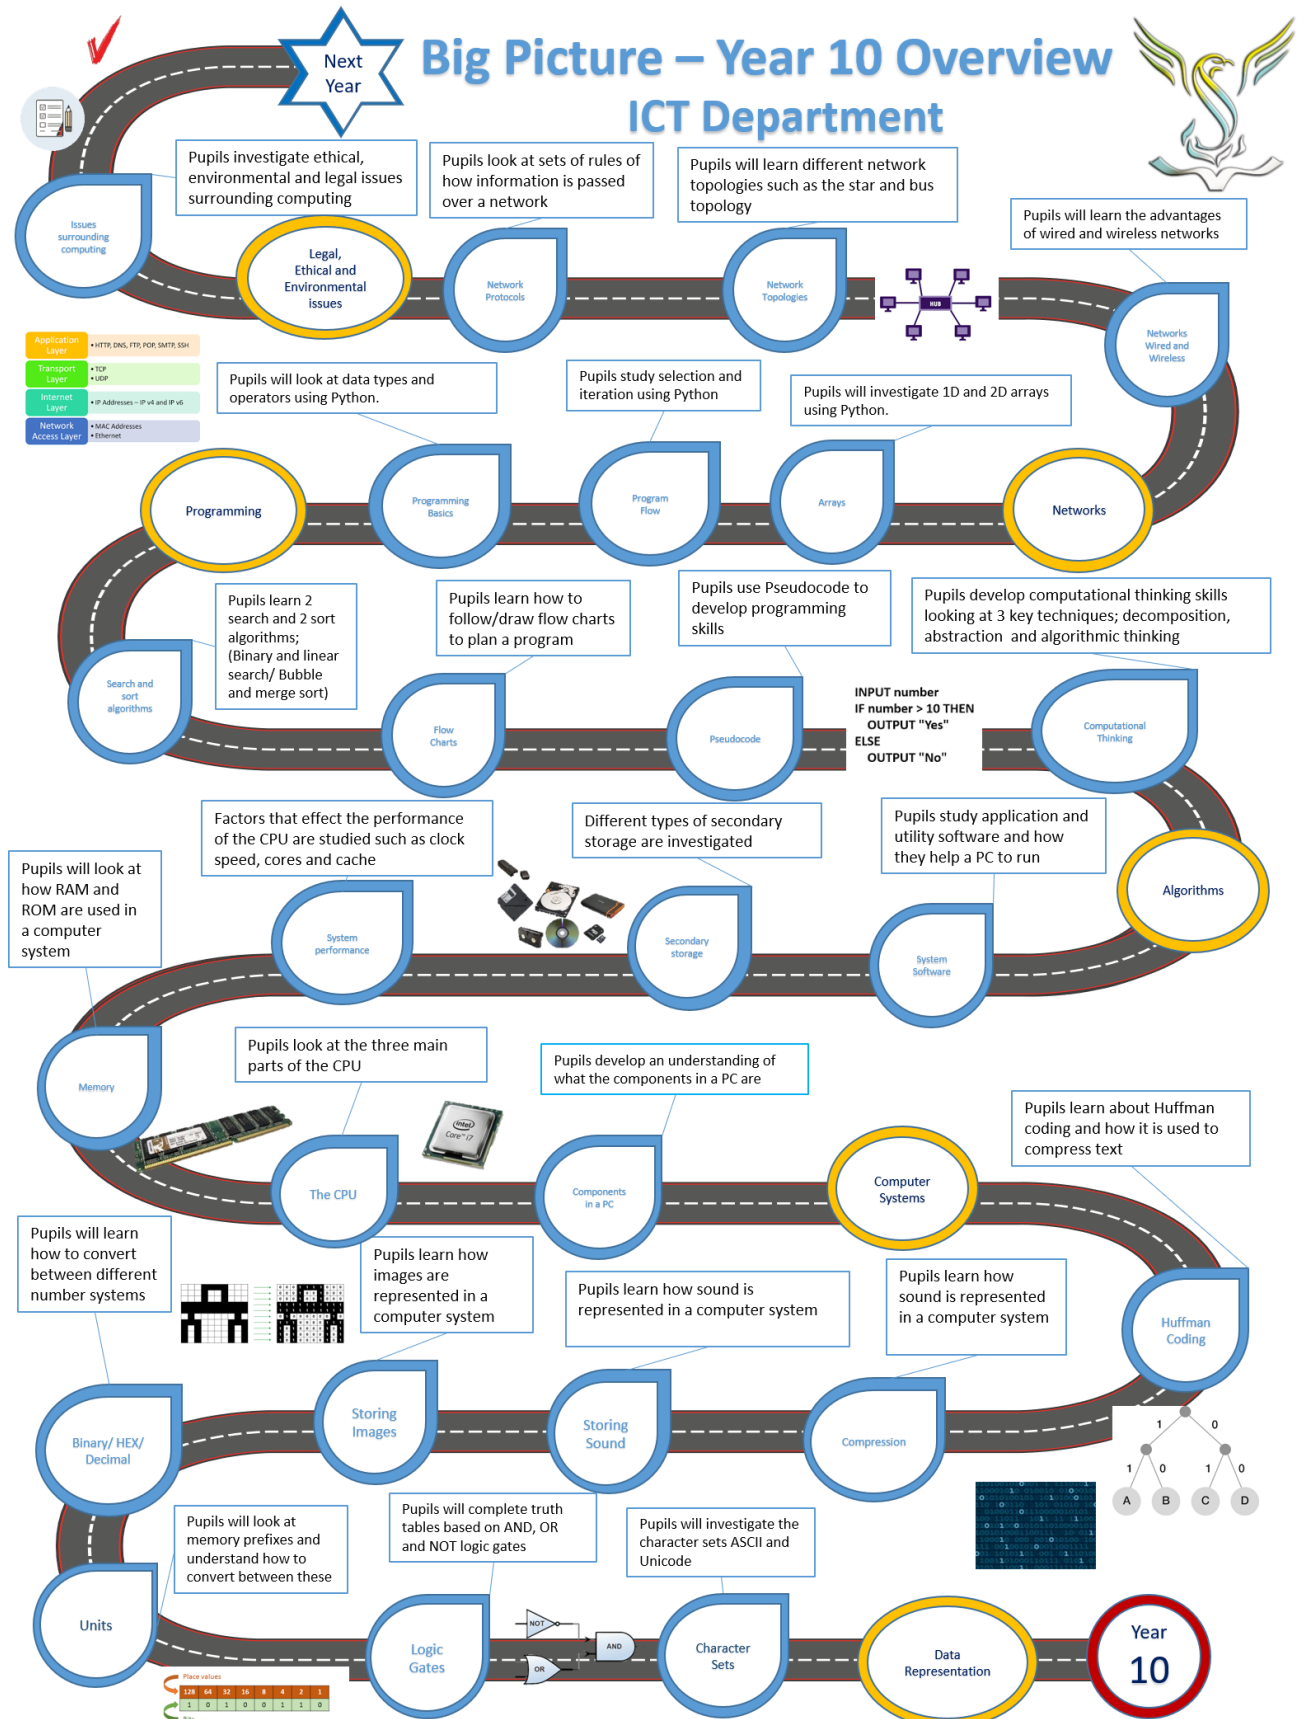 Next
Year
Big Picture – Year 10 Overview
ICT Department
Pupils investigate ethical,
environmental and legal issues
surrounding computing
Pupils look at sets of rules of
how information is passed
over a network
Pupils will learn different network
topologies such as the star and bus
topology
Pupils will learn the advantages
of wired and wireless networks
Issues
surrounding
computing
Legal,
Ethical and
Environmental
issues
Network
Protocols
Network
Topologies
HUB
Networks
Wired and
Wireless
Application
Layer
• HTTP, DNS, FTP, POP, SMTP, SSH
Transport
Layer
• TCP
• UDP
Internet
Layer
• IP Addresses – IP v4 and IP v6
Network
Access Layer
• MAC Addresses
• Ethernet
Pupils will look at data types and
operators using Python.
Pupils study selection and
iteration using Python
Pupils will investigate 1D and 2D arrays
using Python.
Programming
Programming
Basics
Program
Flow
Arrays
Networks
Pupils learn 2
search and 2 sort
algorithms;
(Binary and linear
search/ Bubble
and merge sort)
Pupils learn how to
follow/draw flow charts
to plan a program
Pupils use Pseudocode to
develop programming
skills
Pupils develop computational thinking skills
looking at 3 key techniques; decomposition,
abstraction and algorithmic thinking
Search and
sort
algorithms
Flow
Charts
Pseudocode
INPUT number
IF number > 10 THEN
OUTPUT "Yes"
ELSE
OUTPUT "No"
Computational
Thinking
Factors that effect the performance
of the CPU are studied such as clock
speed, cores and cache
Different types of secondary
storage are investigated
Pupils study application and
utility software and how
they help a PC to run
Pupils will look at
how RAM and
ROM are used in
a computer
system
Algorithms
System
performance
Secondary
storage
System
Software
Memory
Pupils look at the three main
parts of the CPU
Pupils develop an understanding of
what the components in a PC are
Pupils learn about Huffman
coding and how it is used to
compress text
intel
Core i7
The CPU
Components
in a PC
Computer
Systems
Pupils will learn
how to convert
between different
number systems
Pupils learn how
images are
represented in a
computer system
Pupils learn how sound is
represented in a computer system
Pupils learn how
sound is represented
in a computer system
Huffman
Coding
Binary/ HEX/
Decimal
Storing
Images
Storing
Sound
Compression
1 0
1 0 1 0
A B C D
Pupils will look at
memory prefixes and
understand how to
convert between these
Pupils will complete truth
tables based on AND, OR
and NOT logic gates
Pupils will investigate the
character sets ASCII and
Unicode
Units
Logic
Gates
NOT
AND
OR
Character
Sets
Data
Representation
Year
10
Place values
128 64 32 16 8 4 2 1
1 0 1 0 0 1 1 0